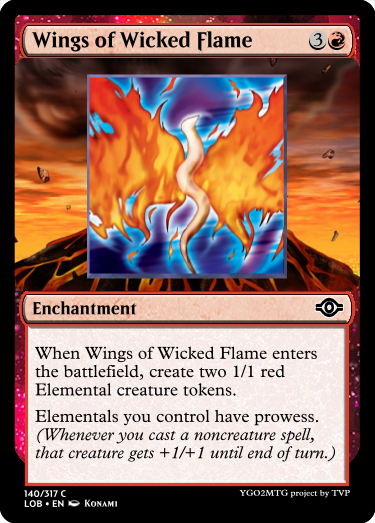 Wings of Wicked Flame 3
Enchantment
When Wings of Wicked Flame enters
the battlefield, create two 1/1 red
Elemental creature tokens.
Elementals you control have prowess.
(Whenever you cast a noncreature spell,
that creature gets +1/+1 until end of turn.)
140/317 C
LOB • EN Konami
YGO2MTG project by TVP